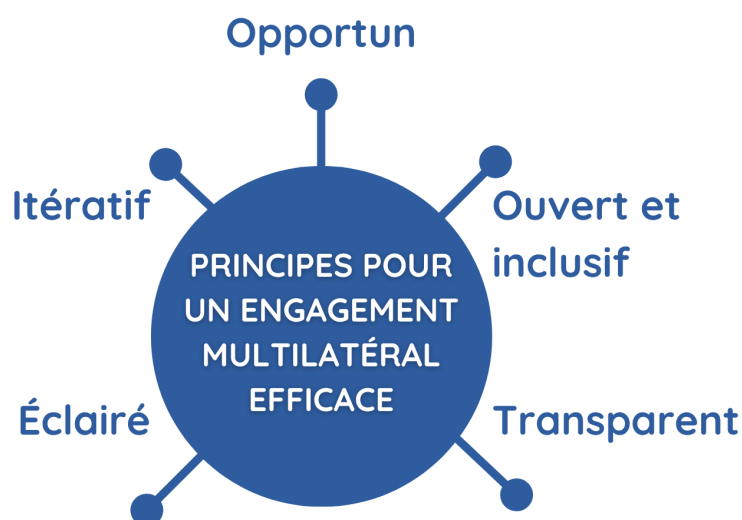 Opportun
Itératif
Ouvert et
inclusif
PRINCIPES POUR
UN ENGAGEMENT
MULTILATÉRAL
EFFICACE
Éclairé
Transparent